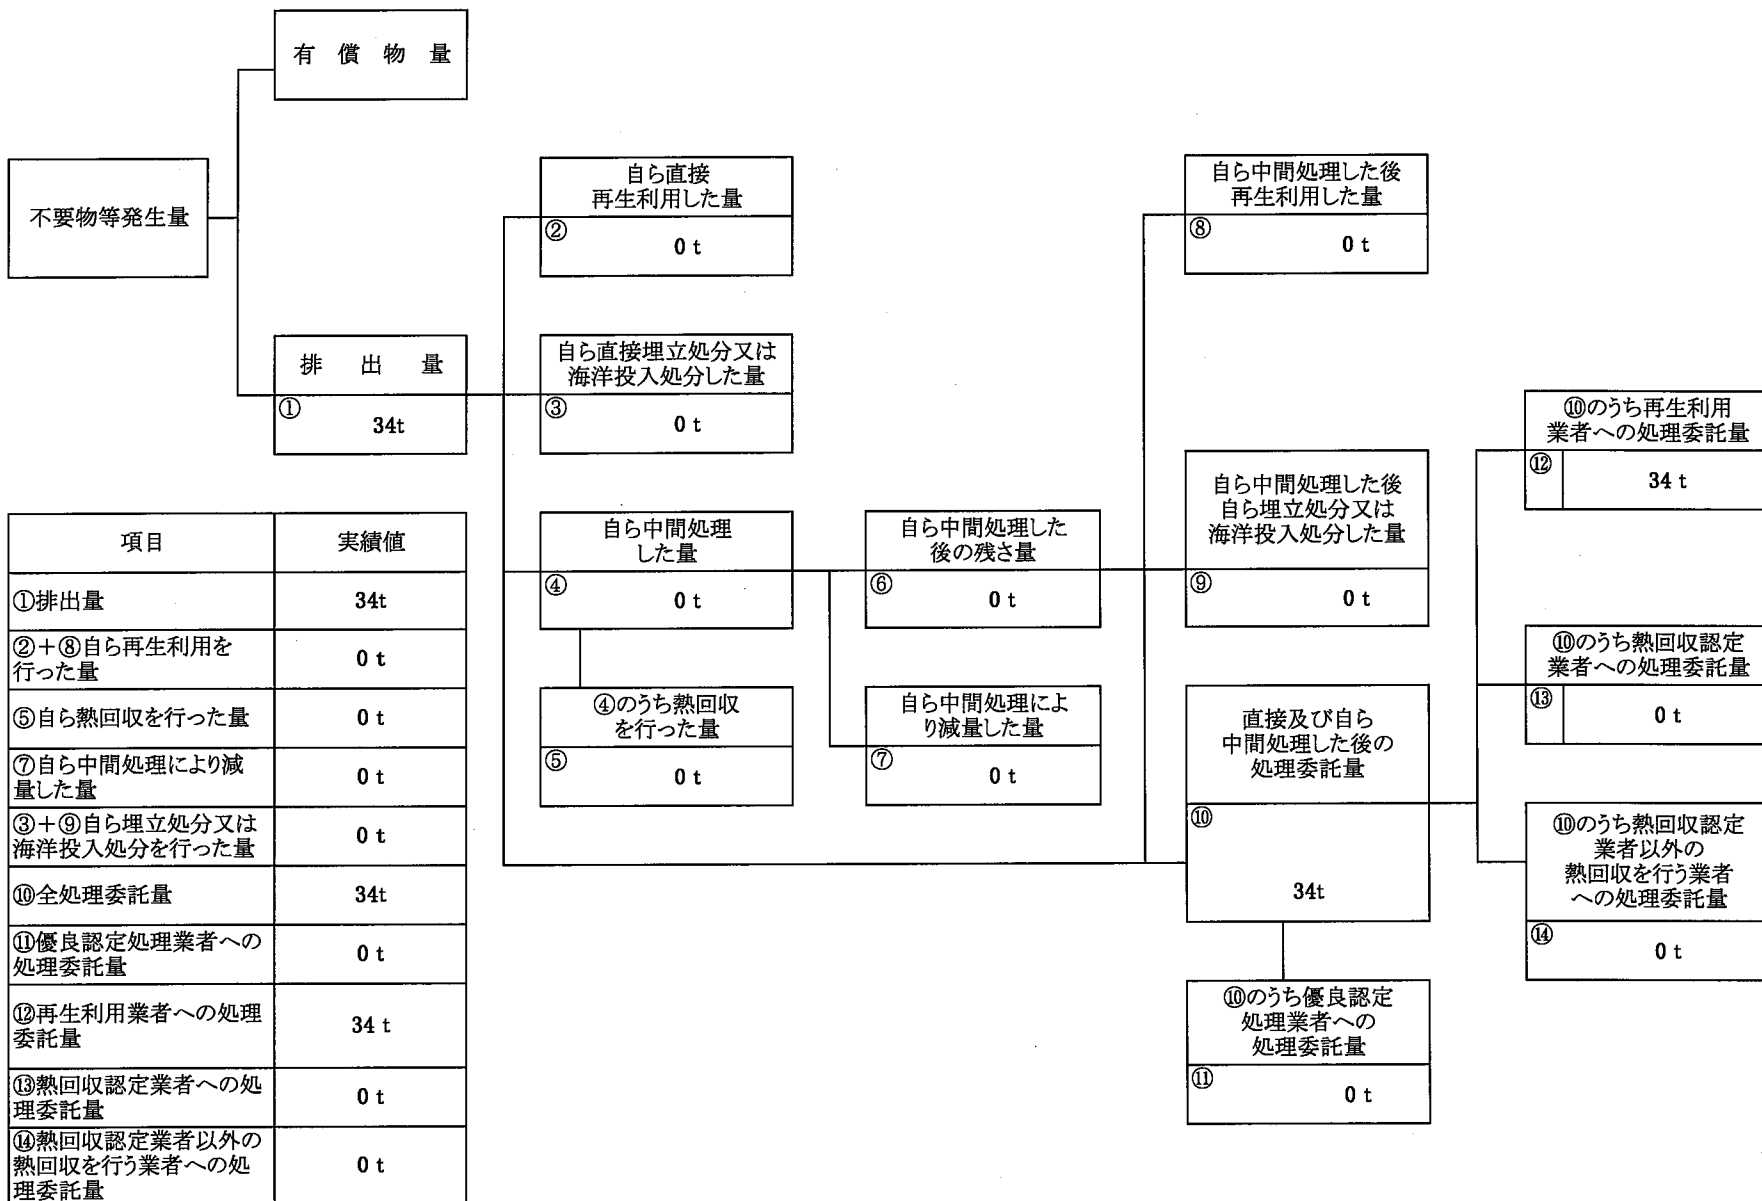 有 償 物 量
不要物等発生量
排 出 量
①
34t
自ら直接
再生利用した量
②
0 t
自ら直接埋立処分又は
海洋投入処分した量
③
0 t
自ら中間処理
した量
④
0 t
④のうち熱回収
を行った量
⑤
0 t
自ら中間処理した
後の残さ量
⑥
0 t
自ら中間処理によ
り減量した量
⑦
0 t
自ら中間処理した後
再生利用した量
⑧
0 t
自ら中間処理した後
自ら埋立処分又は
海洋投入処分した量
⑨
0 t
直接及び自ら
中間処理した後の
処理委託量
⑩
34t
⑩のうち優良認定
処理業者への
処理委託量
⑪
0 t
⑩のうち再生利用
業者への処理委託量
⑫
34 t
⑩のうち熱回収認定
業者への処理委託量
⑬
0 t
⑩のうち熱回収認定
業者以外の
熱回収を行う業者
への処理委託量
⑭
0 t
項目 実績値
①排出量 34t
②＋⑧自ら再生利用を
行った量
0 t
⑤自ら熱回収を行った量 0 t
⑦自ら中間処理により減
量した量
0 t
③＋⑨自ら埋立処分又は
海洋投入処分を行った量
0 t
⑩全処理委託量 34t
⑪優良認定処理業者への
処理委託量
0 t
⑫再生利用業者への処理
委託量
34 t
⑬熱回収認定業者への処
理委託量
0 t
⑭熱回収認定業者以外の
熱回収を行う業者への処
理委託量
0 t